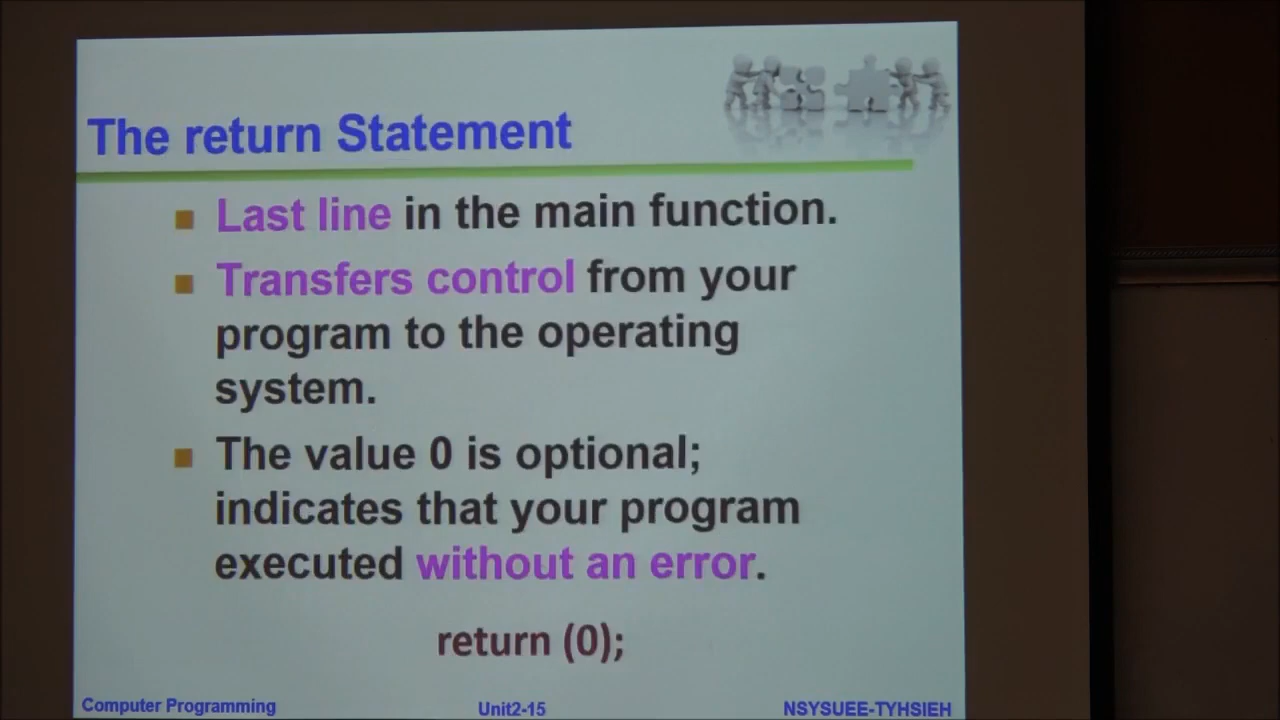 The return Statement
Last line in the main function.
Transfers control from your
program to the operating
system.
The value 0 is optional;
indicates that your program
executed without an error.
return (0);
Computer Programming
Unit2-15
NSYSUEE-TYHSIEH